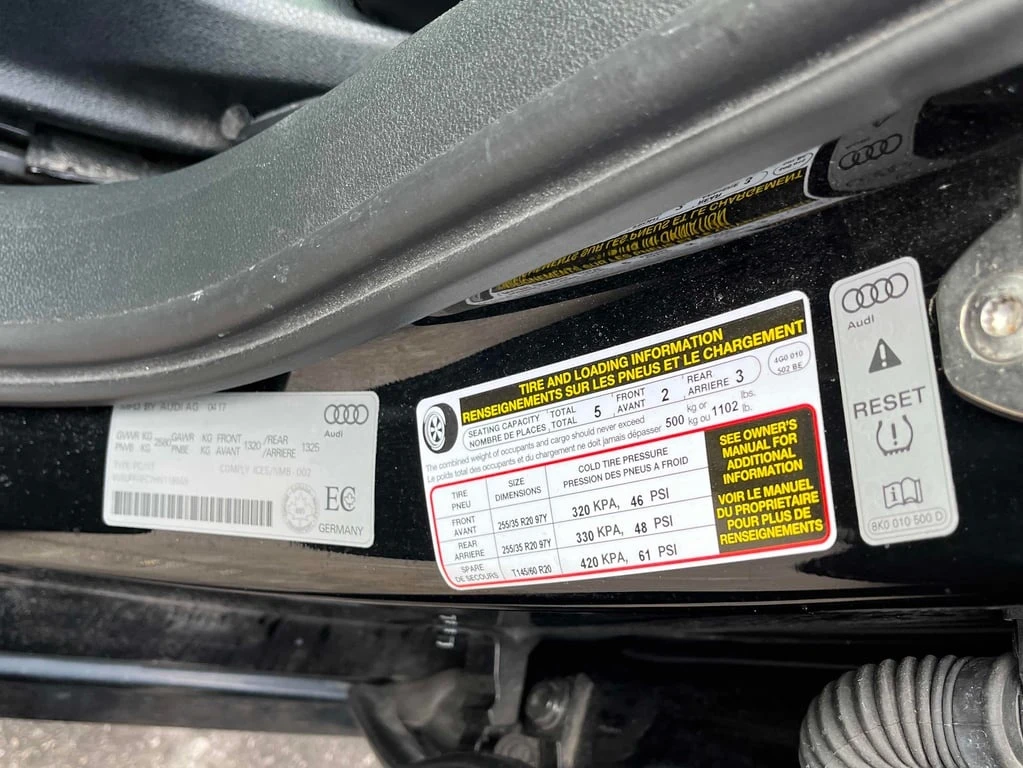 MFD BY AUDI AG 04 17
Audi
GVWR KG 2580 GAWR KG FRONT 1320 /REAR 1325
PNVB KG PNBE KG AVANT /ARRIERE
COMPLY ICES/NMB-002
EC
GERMANY
TIRE AND LOADING INFORMATION
RENSEIGNEMENTS SUR LES PNEUS ET LE CHARGEMENT
SEATING CAPACITY TOTAL 5 FRONT 2 REAR 3
NOMBRE DE PLACES TOTAL AVANT ARRIERE
4G0 010
502 BE
The combined weight of occupants and cargo should never exceed 500 kg or 1102 lbs.
Le poids total des occupants et du chargement ne doit jamais dépasser kg ou lb.
TIRE PNEU
SIZE DIMENSIONS
COLD TIRE PRESSURE
PRESSION DES PNEUS A FROID
FRONT AVANT 255/35 R20 97Y 320 KPA, 46 PSI
REAR ARRIERE 255/35 R20 97Y 330 KPA, 48 PSI
SPARE DE SECOURS T145/60 R20 420 KPA, 61 PSI
SEE OWNER'S
MANUAL FOR
ADDITIONAL
INFORMATION
VOIR LE MANUEL
DU PROPRIETAIRE
POUR PLUS DE
RENSEIGNEMENTS
Audi
RESET
8K0 010 500 D